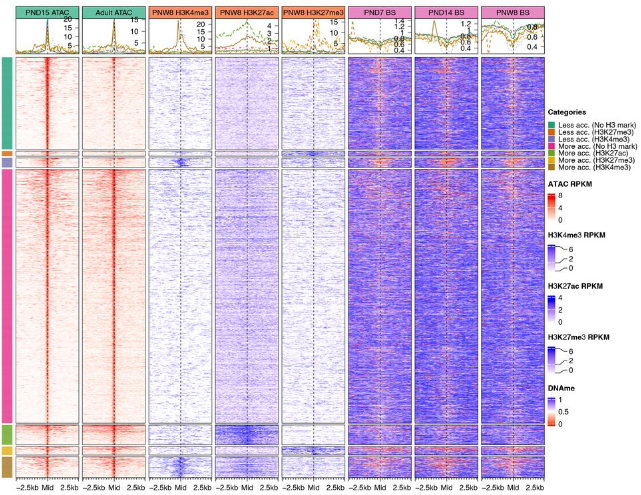 PND15 ATAC
Adult ATAC
PNW8 H3K4me3
PNW8 H3K27ac
PNW8 H3K27me3
PND7 BS
PND14 BS
PNW8 BS
20
15
10
5
15
10
5
20
15
10
5
4
3
2
1
15
10
5
1.4
1.2
1
0.8
0.6
0.4
1.2
1
0.8
0.6
0.4
0.8
0.6
0.4
Categories
Less acc. (No H3 mark)
Less acc. (H3K27me3)
Less acc. (H3K4me3)
More acc. (No H3 mark)
More acc. (H3K27ac)
More acc. (H3K27me3)
More acc. (H3K4me3)
ATAC RPKM
8
4
0
H3K4me3 RPKM
6
2
0
H3K27ac RPKM
4
2
0
H3K27me3 RPKM
6
2
0
DNAme
1
0.5
0
−2.5kb Mid 2.5kb
−2.5kb Mid 2.5kb
−2.5kb Mid 2.5kb
−2.5kb Mid 2.5kb
−2.5kb Mid 2.5kb
−2.5kb Mid 2.5kb
−2.5kb Mid 2.5kb
−2.5kb Mid 2.5kb